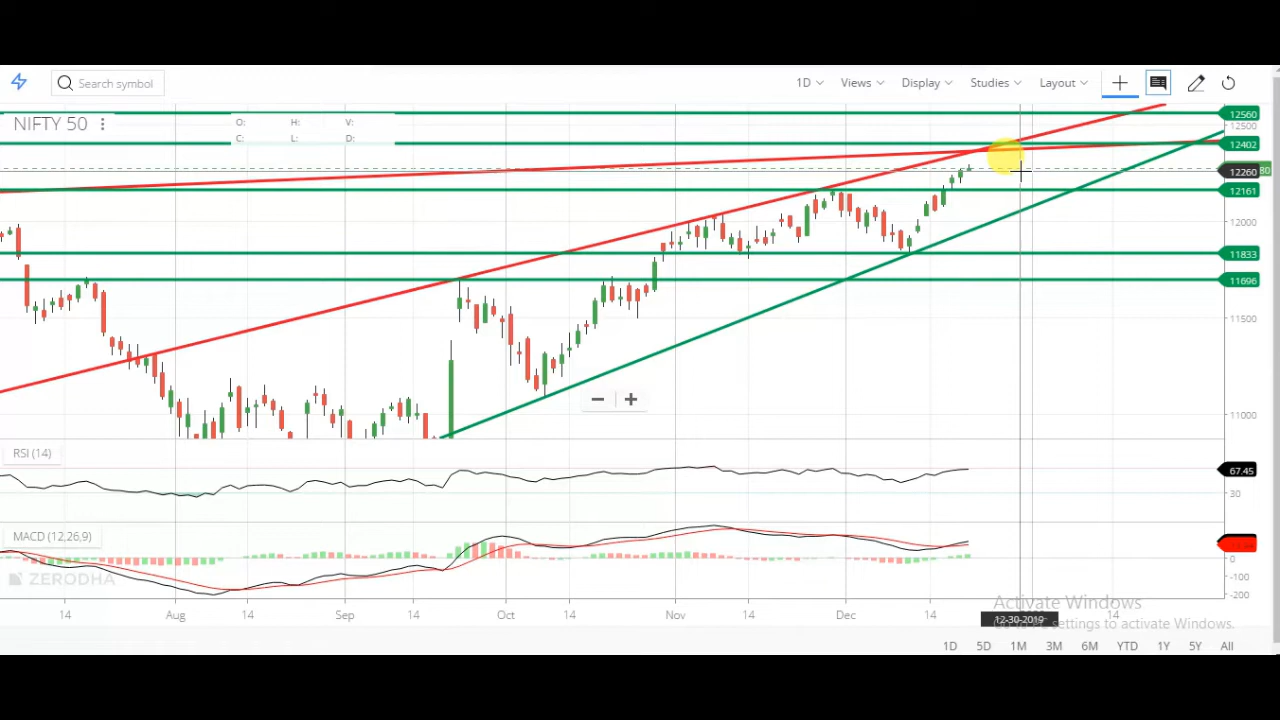 Search symbol
1D Views Display Studies Layout
NIFTY 50
O: H: V:
C: L: D:
12560
12500
12402
12260
80
12161
12000
11833
11696
11500
11000
RSI (14)
67.45
30
MACD (12,26,9)
0
-100
-200
ZERODHA
14 Aug 14 Sep 14 Oct 14 Nov 14 Dec 14 14
12-30-2019
Activate Windows
settings to activate Windows.
1D 5D 1M 3M 6M YTD 1Y 5Y All